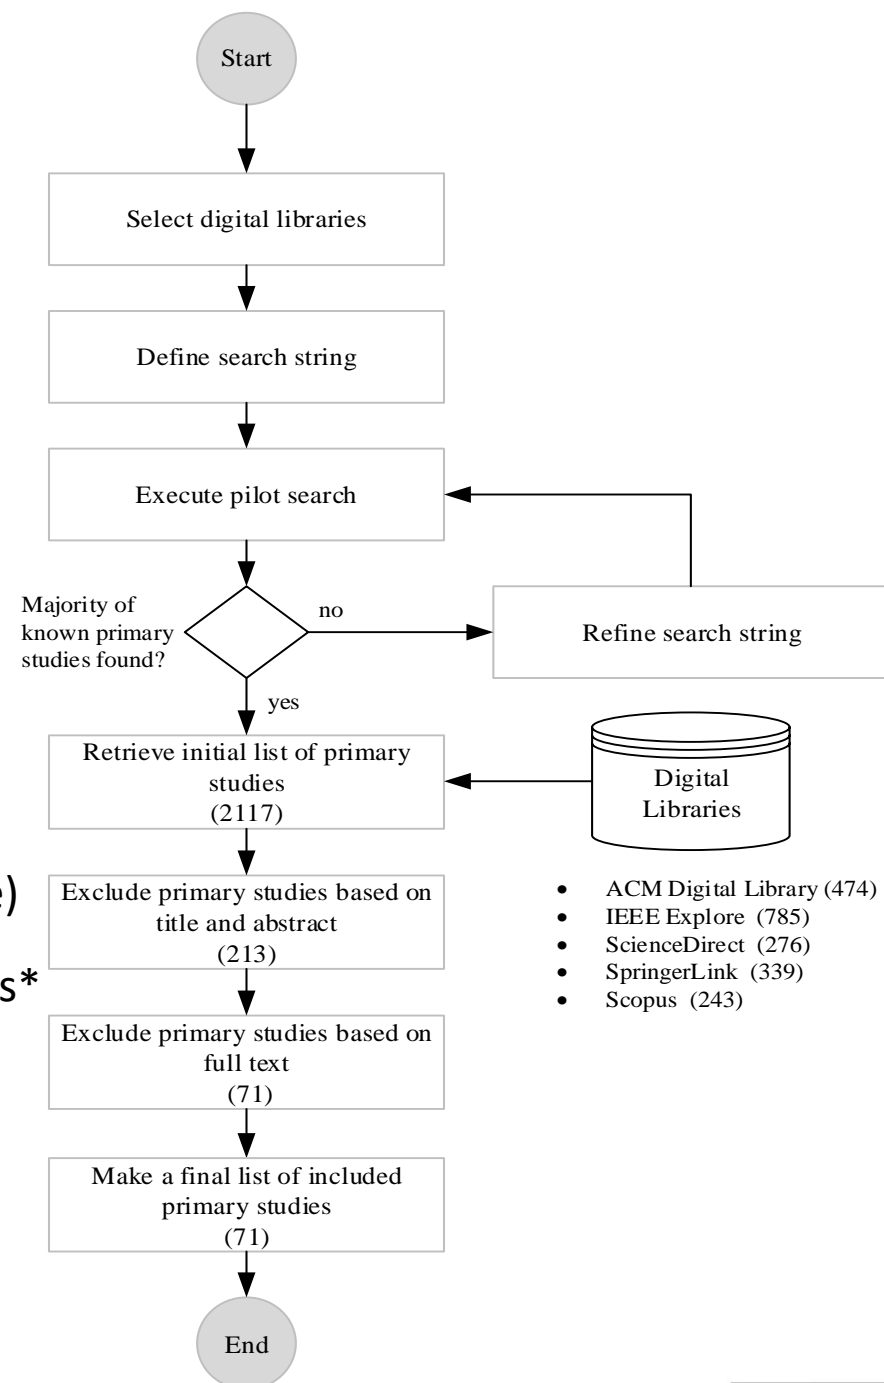 Start
Select digital libraries
Define search string
Execute pilot search
Majority of
known primary
studies found?
no
Refine search string
yes
Retrieve initial list of primary
studies
(2117)
Digital
Libraries
e)
Exclude primary studies based on
title and abstract
(213)
s*
• ACM Digital Library (474)
• IEEE Explore (785)
• ScienceDirect (276)
• SpringerLink (339)
• Scopus (243)
Exclude primary studies based on
full text
(71)
Make a final list of included
primary studies
(71)
End